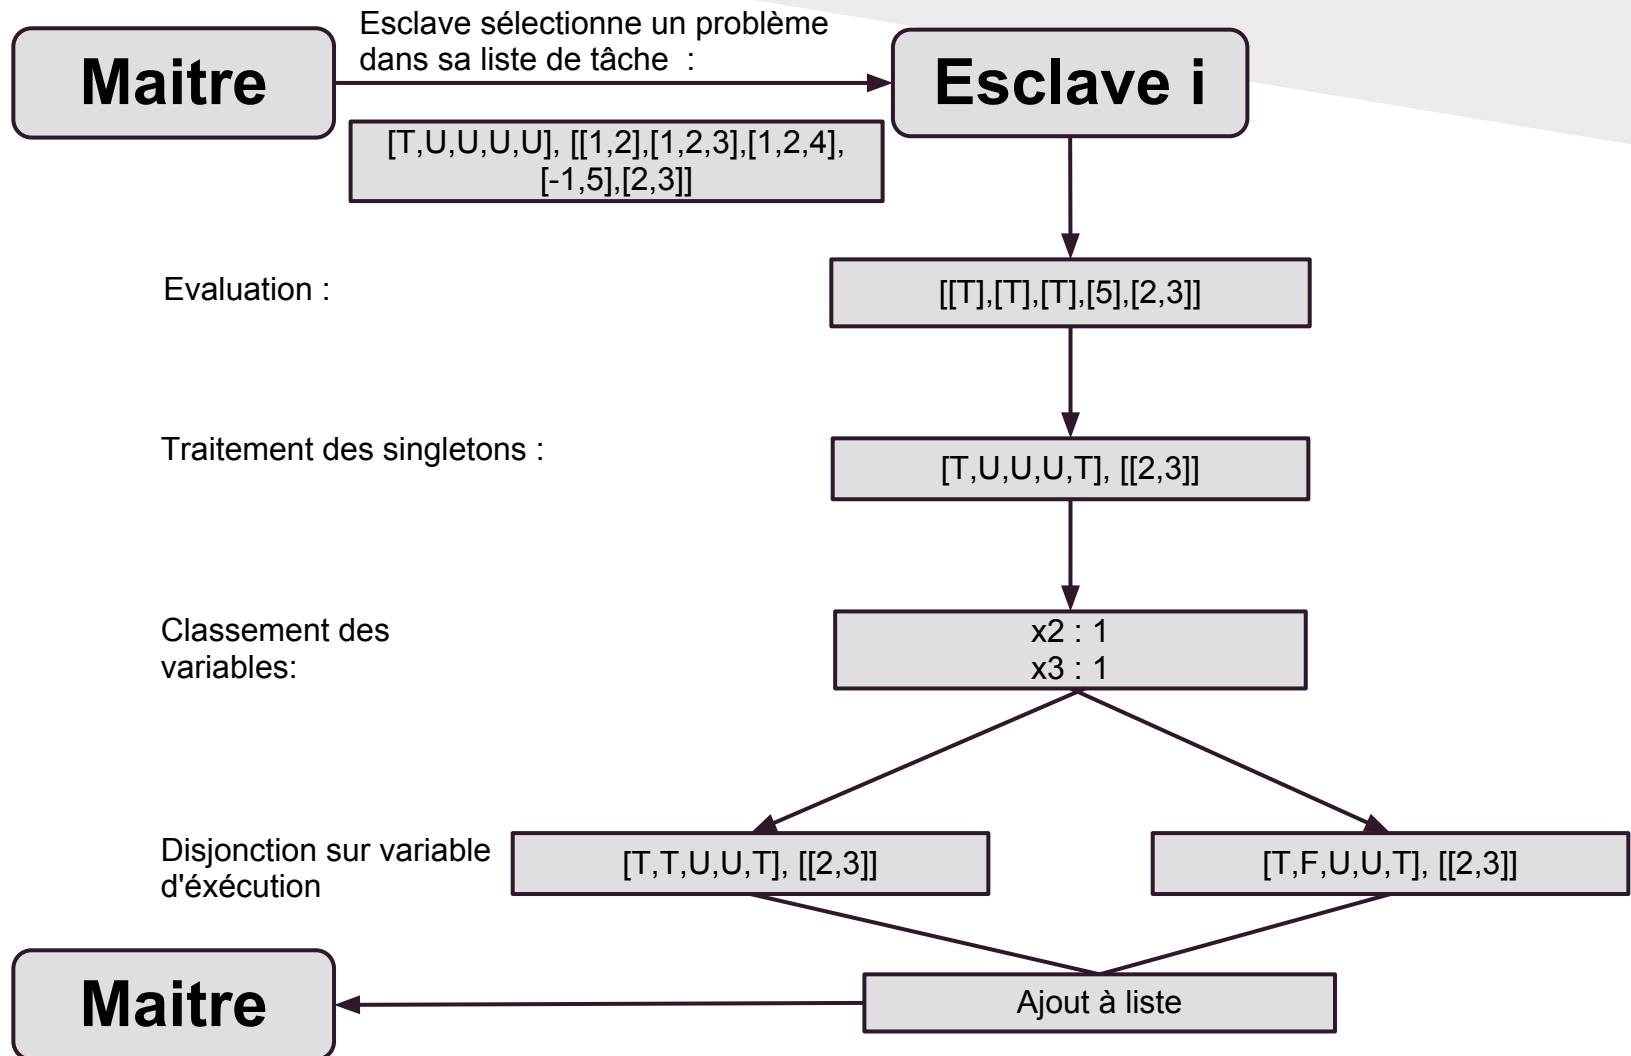 Esclave sélectionne un problème
dans sa liste de tâche  :
Maitre
Esclave i
[T,U,U,U,U], [[1,2],[1,2,3],[1,2,4],
[-1,5],[2,3]]
Evaluation :
[[T],[T],[T],[5],[2,3]]
Traitement des singletons :
[T,U,U,U,T], [[2,3]]
Classement des
variables:
x2 : 1
x3 : 1
Disjonction sur variable
d'éxécution
[T,T,U,U,T], [[2,3]]
[T,F,U,U,T], [[2,3]]
Maitre
Ajout à liste